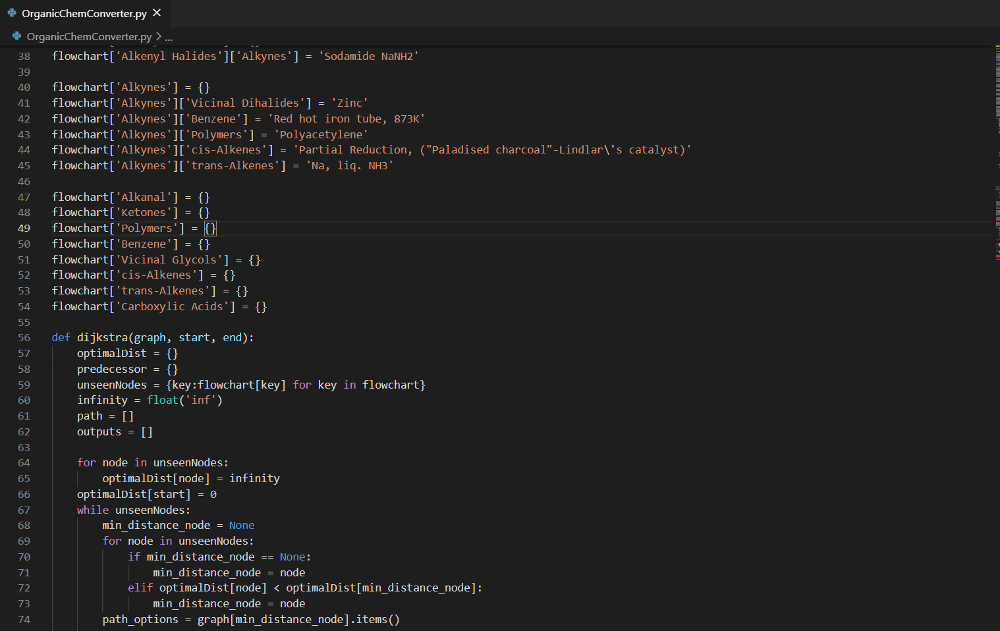 OrganicChemConverter.py ×
OrganicChemConverter.py > ...
38 flowchart['Alkenyl Halides']['Alkynes'] = 'Sodamide NaNH2'
39
40 flowchart['Alkynes'] = {}
41 flowchart['Alkynes']['Vicinal Dihalides'] = 'Zinc'
42 flowchart['Alkynes']['Benzene'] = 'Red hot iron tube, 873K'
43 flowchart['Alkynes']['Polymers'] = 'Polyacetylene'
44 flowchart['Alkynes']['cis-Alkenes'] = 'Partial Reduction, ("Paladised charcoal"-Lindlar\'s catalyst)'
45 flowchart['Alkynes']['trans-Alkenes'] = 'Na, liq. NH3'
46
47 flowchart['Alkanal'] = {}
48 flowchart['Ketones'] = {}
49 flowchart['Polymers'] = {}
50 flowchart['Benzene'] = {}
51 flowchart['Vicinal Glycols'] = {}
52 flowchart['cis-Alkenes'] = {}
53 flowchart['trans-Alkenes'] = {}
54 flowchart['Carboxylic Acids'] = {}
55
56 def dijkstra(graph, start, end):
57     optimalDist = {}
58     predecessor = {}
59     unseenNodes = {key:flowchart[key] for key in flowchart}
60     infinity = float('inf')
61     path = []
62     outputs = []
63
64     for node in unseenNodes:
65         optimalDist[node] = infinity
66     optimalDist[start] = 0
67     while unseenNodes:
68         min_distance_node = None
69         for node in unseenNodes:
70             if min_distance_node == None:
71                 min_distance_node = node
72             elif optimalDist[node] < optimalDist[min_distance_node]:
73                 min_distance_node = node
74         path_options = graph[min_distance_node].items()